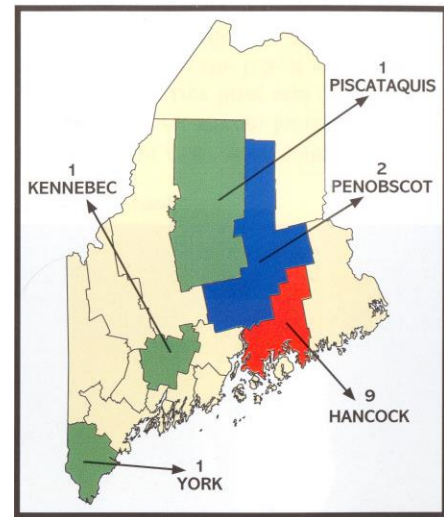 1
PISCATAQUIS
1
KENNEBEC
2
PENOBSCOT
9
HANCOCK
1
YORK